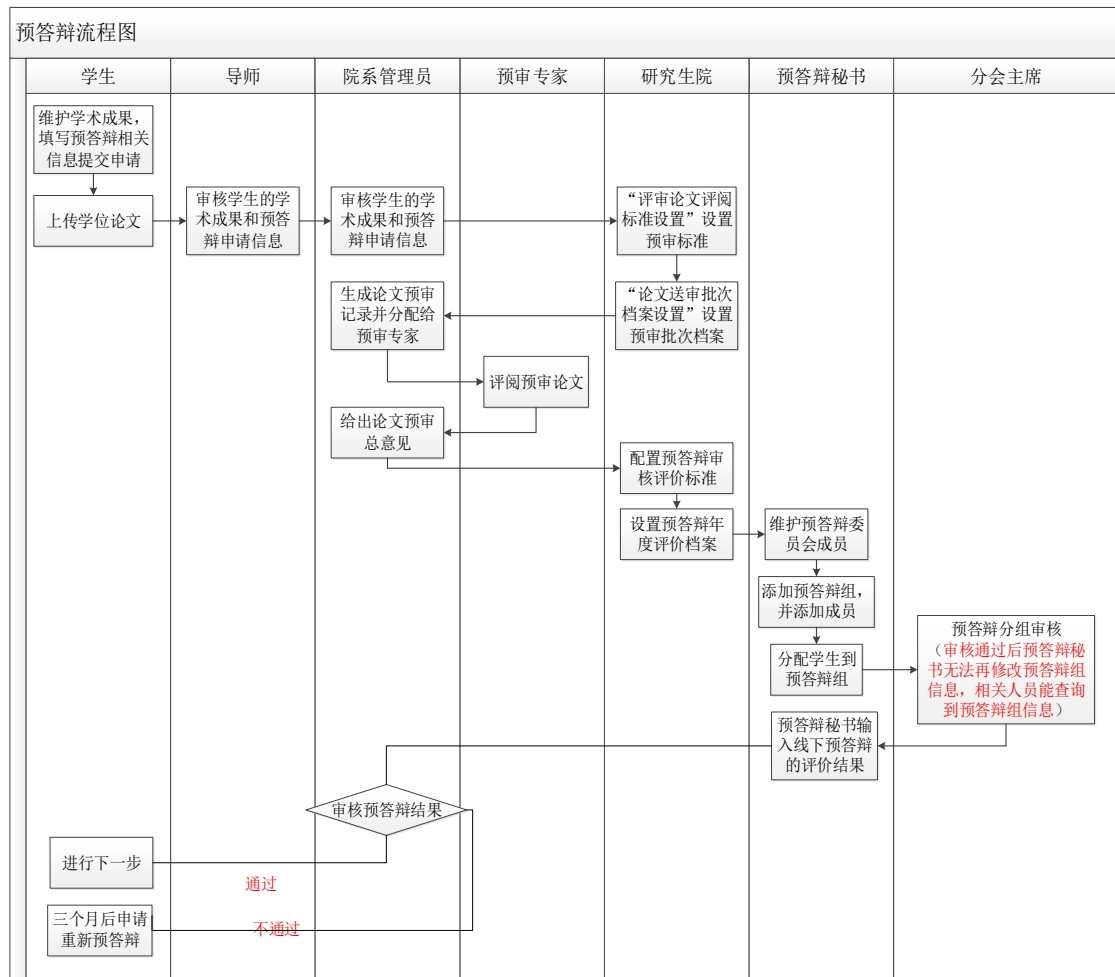 预答辩流程图
学生
导师
院系管理员
预审专家
研究生院
预答辩秘书
分会主席
维护学术成果,
填写预答辩相关
信息提交申请
上传学位论文
审核学生的学
术成果和预答
辩申请信息
审核学生的学
术成果和预答
辩申请信息
“评审论文评阅
标准设置”设置
预审标准
生成论文预审
记录并分配给
预审专家
“论文送审批次
档案设置”设置
预审批次档案
评阅预审论文
给出论文预审
总意见
配置预答辩审
核评价标准
设置预答辩年
度评价档案
维护预答辩委
员会成员
添加预答辩组,
并添加成员
分配学生到
预答辩组
预答辩分组审核
(审核通过后预答辩秘
书无法再修改预答辩组
信息,相关人员能查询
到预答辩组信息)
预答辩秘书输
入线下预答辩
的评价结果
审核预答辩结果
进行下一步
通过
三个月后申请
重新预答辩
不通过